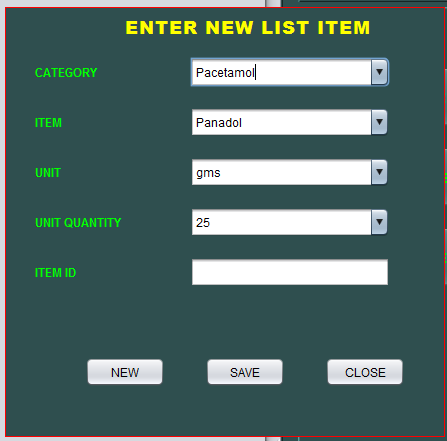 ENTER NEW LIST ITEM
CATEGORY Pacetamol
ITEM Panadol
UNIT gms
UNIT QUANTITY 25
ITEM ID
NEW SAVE CLOSE